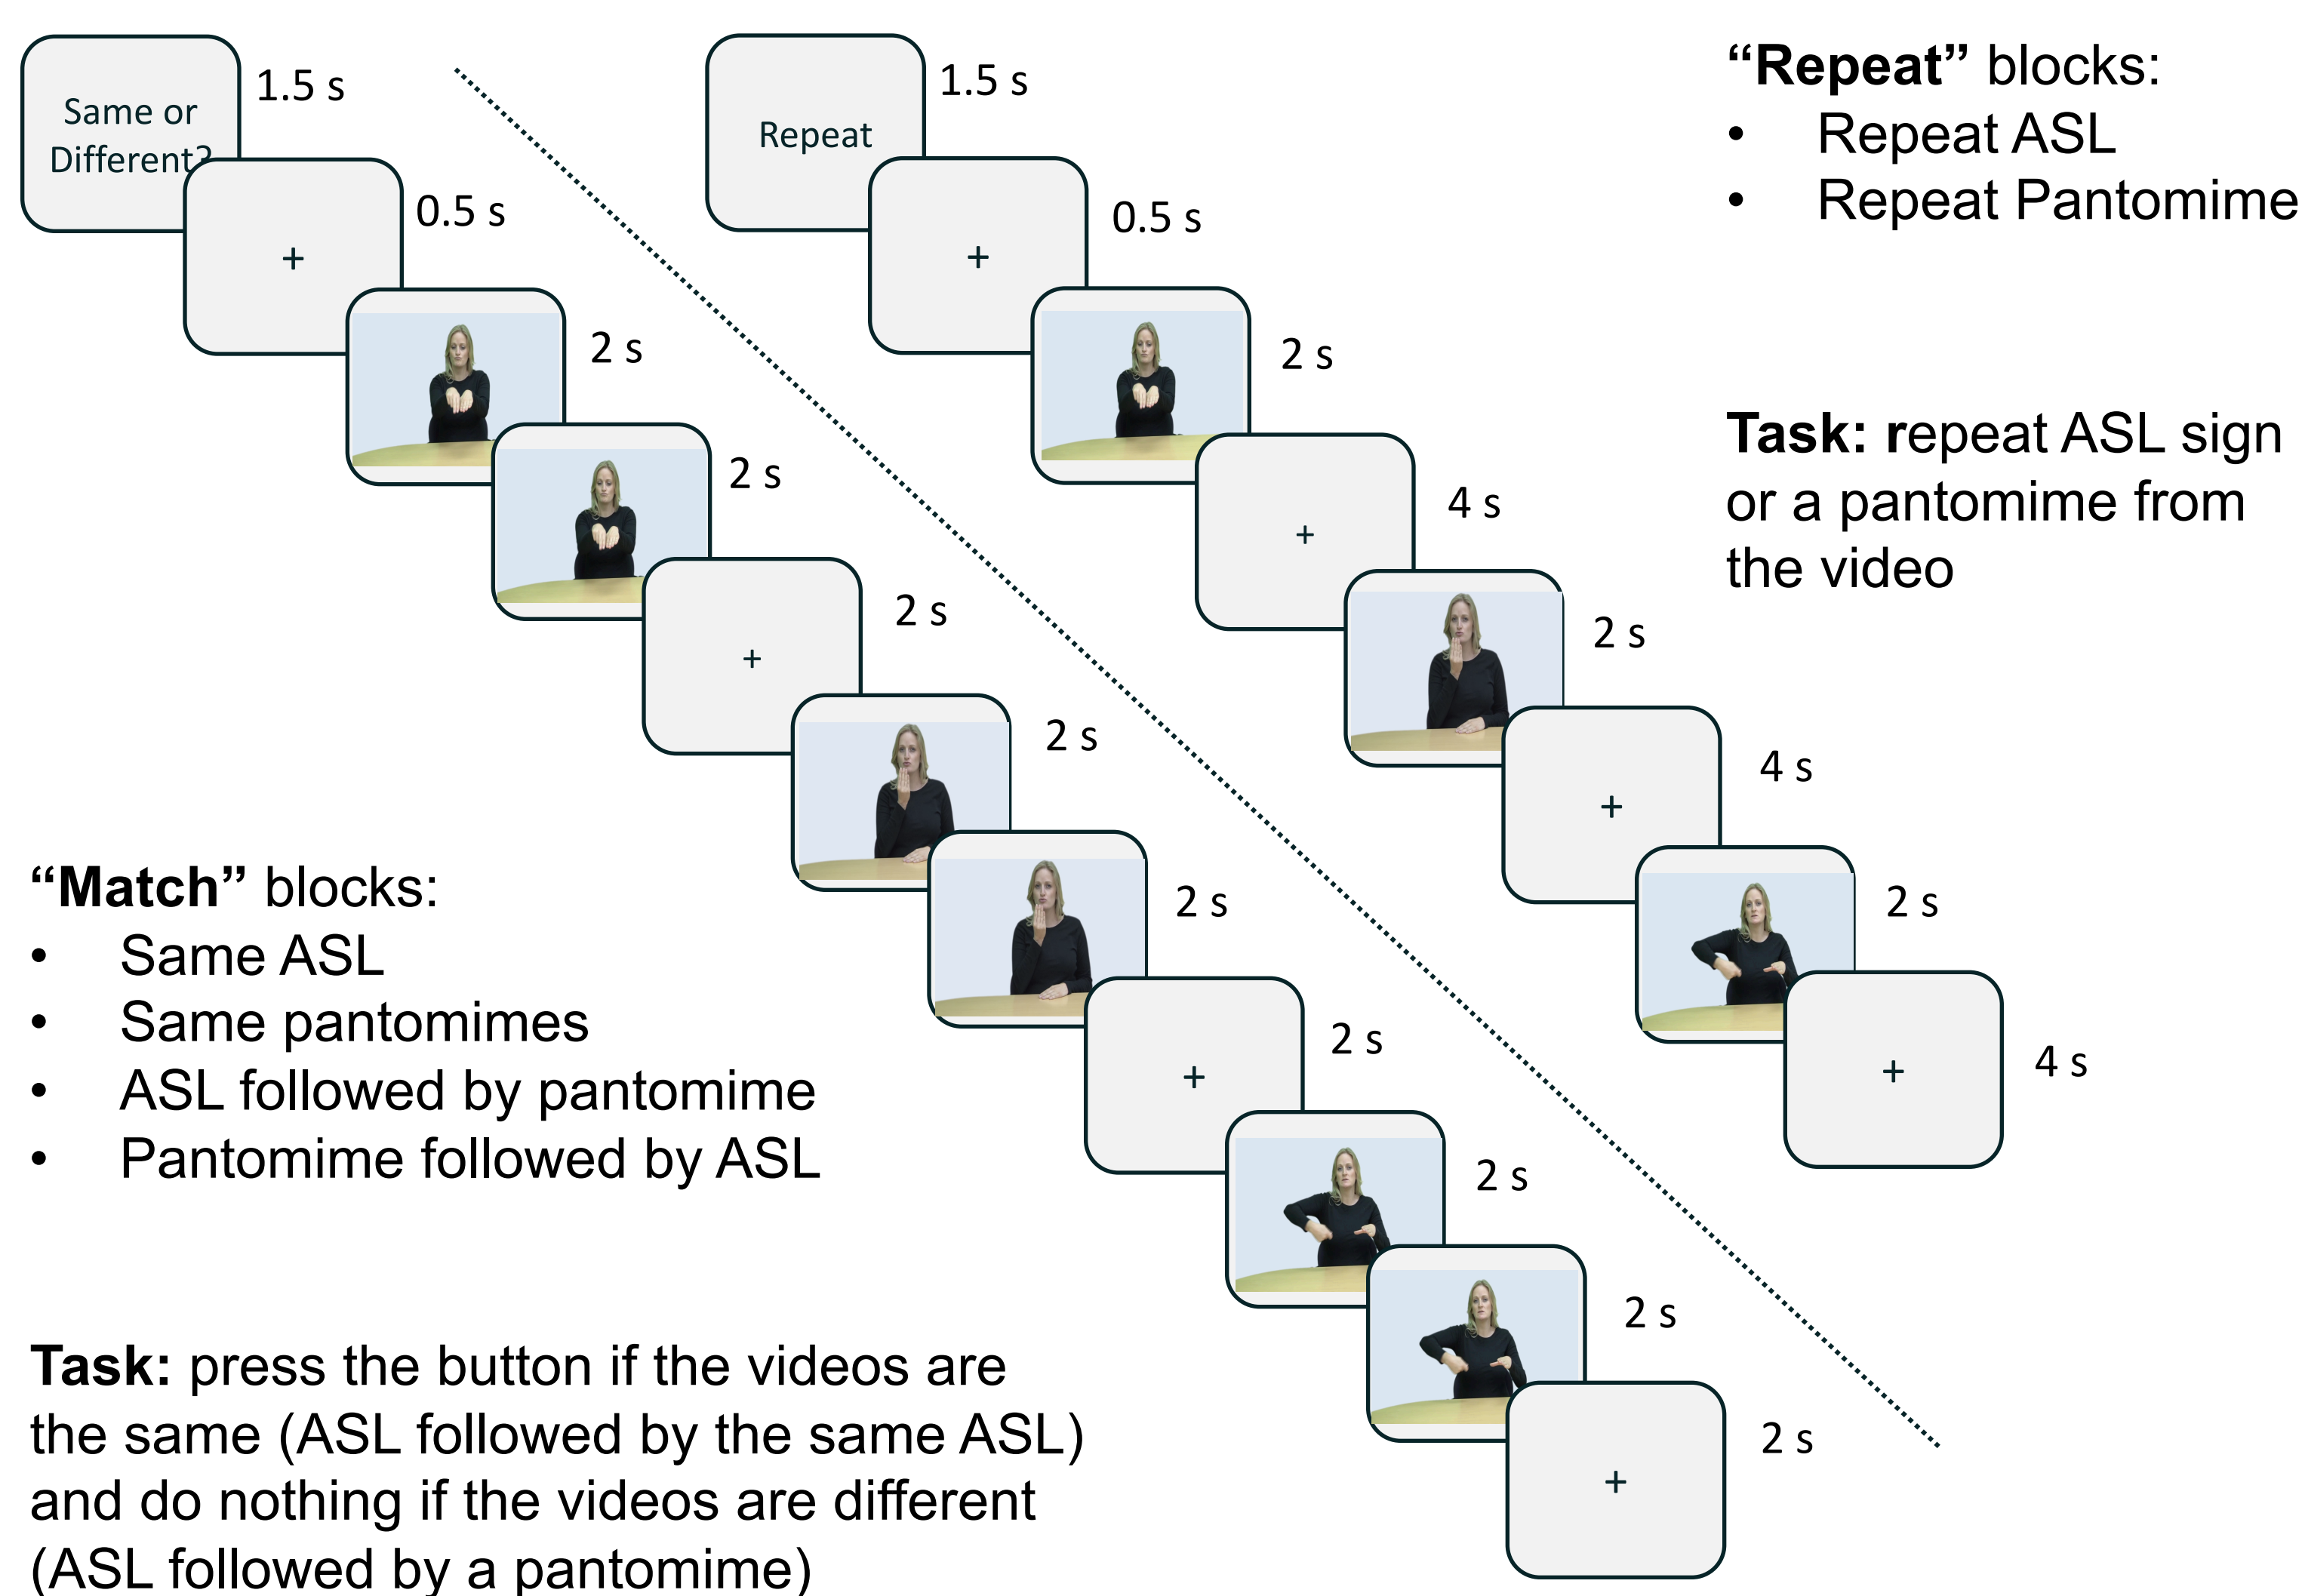 Same or
Different?
1.5 s
+
0.5 s
2 s
2 s
+
2 s
2 s
2 s
+
2 s
2 s
2 s
+
2 s
Repeat
1.5 s
+
0.5 s
2 s
+
4 s
2 s
+
4 s
2 s
+
4 s
“Repeat” blocks:
• Repeat ASL
• Repeat Pantomime
Task: repeat ASL sign
or a pantomime from
the video
“Match” blocks:
• Same ASL
• Same pantomimes
• ASL followed by pantomime
• Pantomime followed by ASL
Task: press the button if the videos are
the same (ASL followed by the same ASL)
and do nothing if the videos are different
(ASL followed by a pantomime)